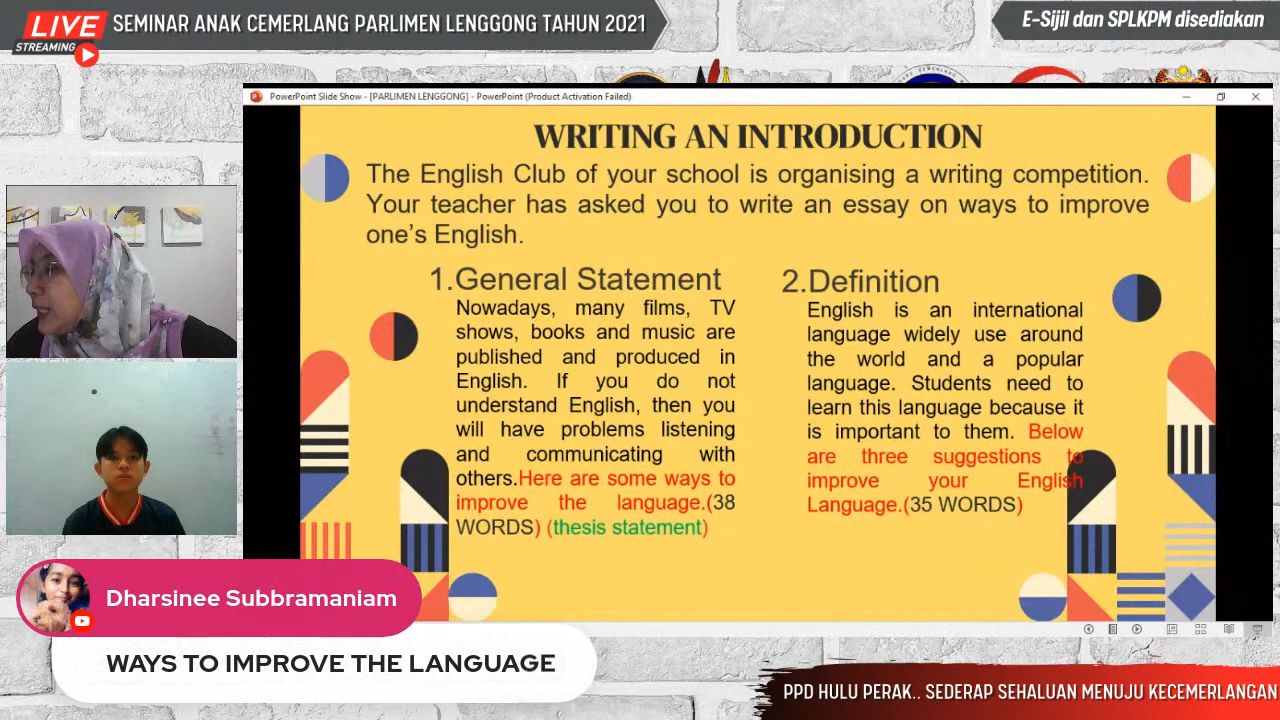 LIVE
STREAMING
SEMINAR ANAK CEMERLANG PARLIMEN LENGGONG TAHUN 2021
E-Sijil dan SPLKPM disediakan
PowerPoint Slide Show - [PARLIMEN LENGGONG] - PowerPoint (Product Activation Failed)
WRITING AN INTRODUCTION
The English Club of your school is organising a writing competition.
Your teacher has asked you to write an essay on ways to improve
one's English.
1.General Statement
Nowadays, many films, TV
shows, books and music are
published and produced in
English. If you do not
understand English, then you
will have problems listening
and communicating with
others.Here are some ways to
improve the language.(38
WORDS) (thesis statement)
2.Definition
English is an international
language widely use around
the world and a popular
language. Students need to
learn this language because it
is important to them. Below
are three suggestions to
improve your English
Language.(35 WORDS)
Dharsinee Subbramaniam
WAYS TO IMPROVE THE LANGUAGE
PPD HULU PERAK.. SEDERAP SEHALUAN MENUJU KECEMERLANGAN